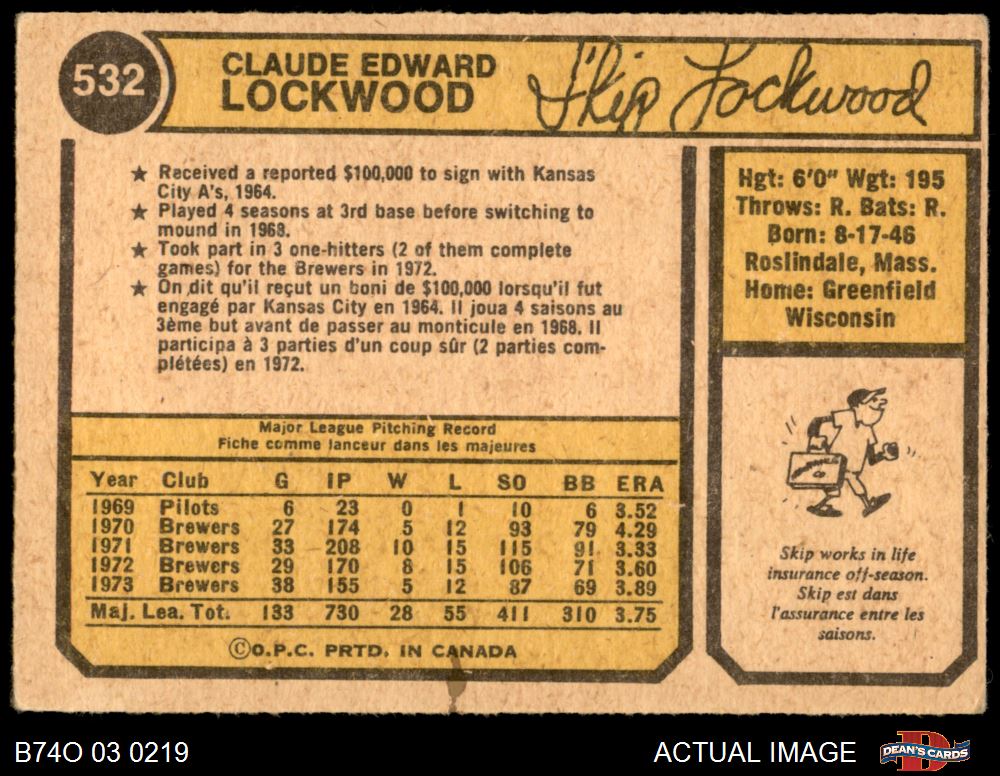 532
CLAUDE EDWARD
LOCKWOOD
Skip Lockwood
★ Received a reported $100,000 to sign with Kansas
City A's, 1964.
★ Played 4 seasons at 3rd base before switching to
mound in 1968.
★ Took part in 3 one-hitters (2 of them complete
games) for the Brewers in 1972.
★ On dit qu'il reçut un boni de $100,000 lorsqu'il fut
engagé par Kansas City en 1964. Il joua 4 saisons au
3ème but avant de passer au monticule en 1968. Il
participa à 3 parties d'un coup sûr (2 parties com-
plétées) en 1972.
Hgt: 6'0" Wgt: 195
Throws: R. Bats: R.
Born: 8-17-46
Roslindale, Mass.
Home: Greenfield
Wisconsin
Major League Pitching Record
Fiche comme lanceur dans les majeures
Year Club G IP W L SO BB ERA
1969 Pilots 6 23 0 1 10 6 3.52
1970 Brewers 27 174 5 12 93 79 4.29
1971 Brewers 33 208 10 15 115 91 3.33
1972 Brewers 29 170 8 15 106 71 3.60
1973 Brewers 38 155 5 12 87 69 3.89
Maj. Lea. Tot. 133 730 28 55 411 310 3.75
©O.P.C. PRTD. IN CANADA
Skip works in life
insurance off-season.
Skip est dans
l'assurance entre les
saisons.
B74O 03 0219
ACTUAL IMAGE
DEAN'S CARDS